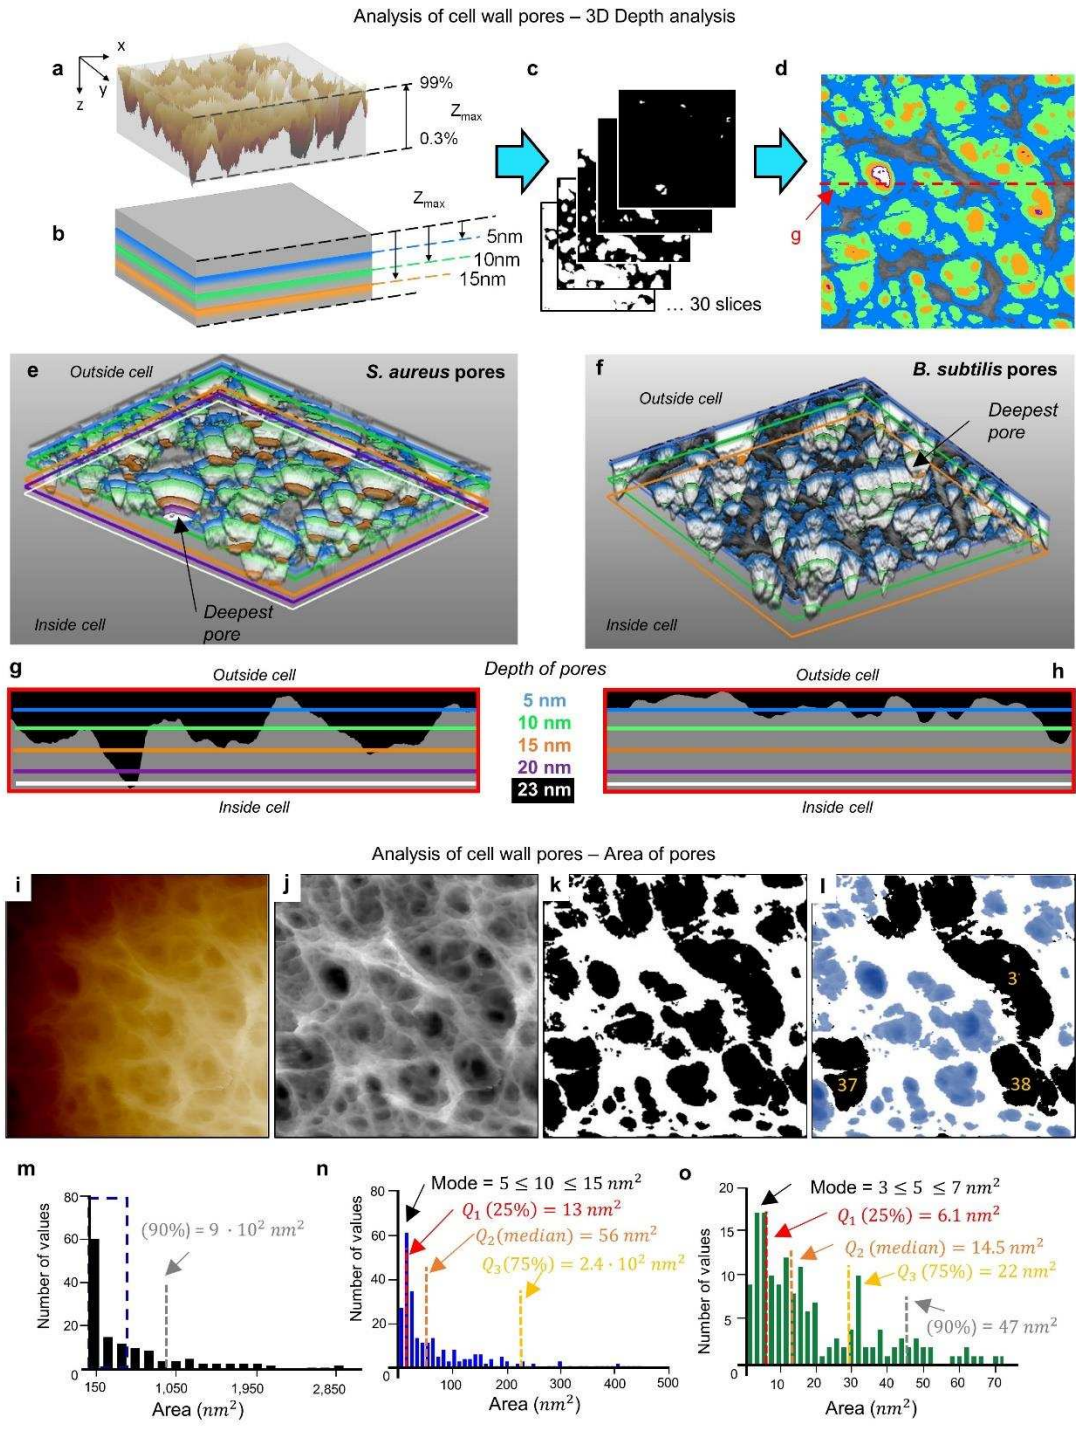 Analysis of cell wall pores – 3D Depth analysis
a
x
y
z
99%
Z_max
0.3%
b
Z_max
5nm
10nm
15nm
c
… 30 slices
d
g
e
Outside cell
S. aureus pores
Deepest
pore
Inside cell
f
B. subtilis pores
Outside cell
Deepest
pore
Inside cell
g
Outside cell
Inside cell
Depth of pores
5 nm
10 nm
15 nm
20 nm
23 nm
h
Outside cell
Inside cell
Analysis of cell wall pores – Area of pores
i
j
k
l
3
37
38
m
Number of values
80
60
40
20
0
(90%) = 9 · 10² nm²
150
1,050
1,950
2,850
Area (nm²)
n
Number of values
80
60
40
20
0
Mode = 5 ≤ 10 ≤ 15 nm²
Q₁ (25%) = 13 nm²
Q₂(median) = 56 nm²
Q₃(75%) = 2.4 · 10² nm²
100
200
300
400
500
Area (nm²)
o
Number of values
20
15
10
5
0
Mode = 3 ≤ 5 ≤ 7 nm²
Q₁ (25%) = 6.1 nm²
Q₂ (median) = 14.5 nm²
Q₃ (75%) = 22 nm²
(90%) = 47 nm²
10
20
30
40
50
60
70
Area (nm²)